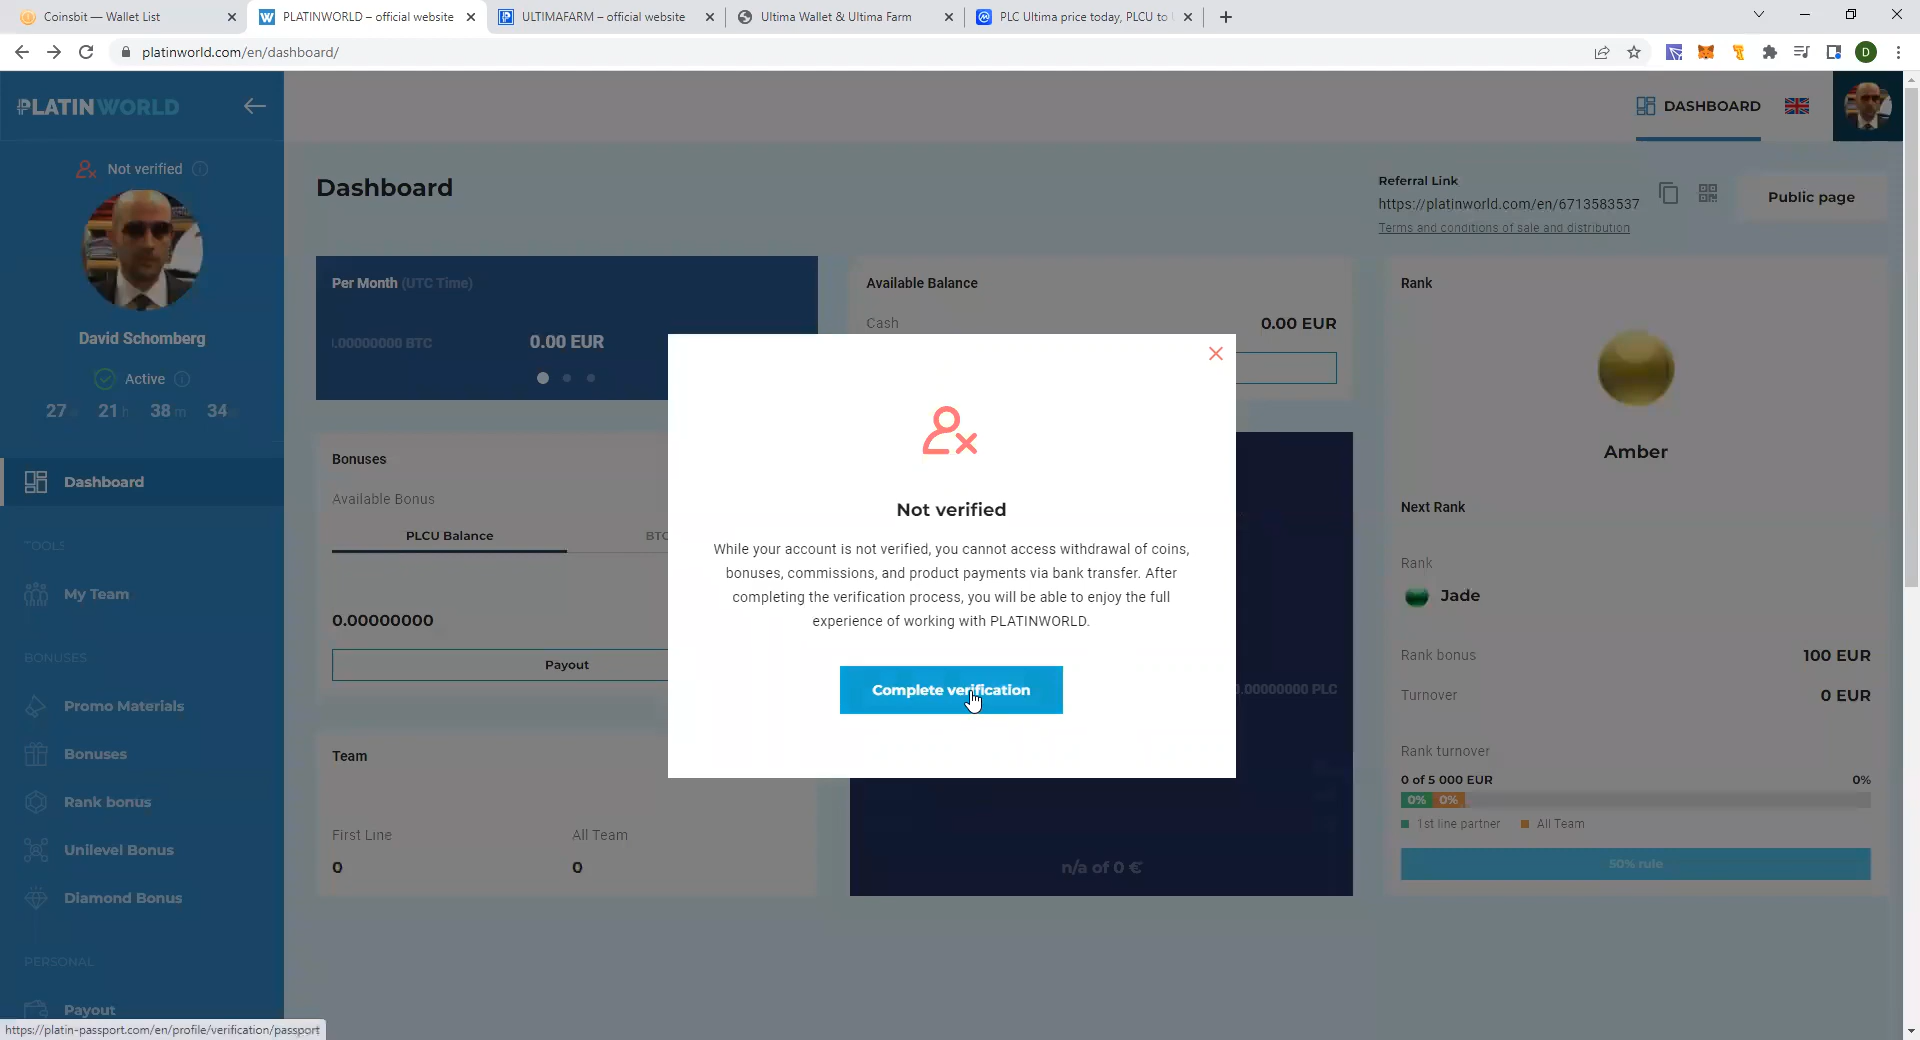 Coinsbit — Wallet List
PLATINWORLD – official website
ULTIMAFARM – official website
Ultima Wallet & Ultima Farm
PLC Ultima price today, PLCU to
platinworld.com/en/dashboard/
D
PLATINWORLD
DASHBOARD
Not verified
David Schomberg
Active
27 21 h 38 m 34
Dashboard
TOOLS
My Team
BONUSES
Promo Materials
Bonuses
Rank bonus
Unilevel Bonus
Diamond Bonus
PERSONAL
Payout
https://platin-passport.com/en/profile/verification/passport
Dashboard
Referral Link
https://platinworld.com/en/6713583537
Terms and conditions of sale and distribution
Public page
Per Month (UTC Time)
.00000000 BTC
0.00 EUR
Available Balance
Cash
0.00 EUR
Bonuses
Available Bonus
PLCU Balance
BTC
0.00000000
Payout
Team
First Line
All Team
0
0
Not verified
While your account is not verified, you cannot access withdrawal of coins,
bonuses, commissions, and product payments via bank transfer. After
completing the verification process, you will be able to enjoy the full
experience of working with PLATINWORLD.
Complete verification
0.00000000 PLC
n/a of 0 €
Rank
Amber
Next Rank
Rank
Jade
Rank bonus
100 EUR
Turnover
0 EUR
Rank turnover
0 of 5 000 EUR
0%
0% 0%
1st line partner
All Team
50% rule